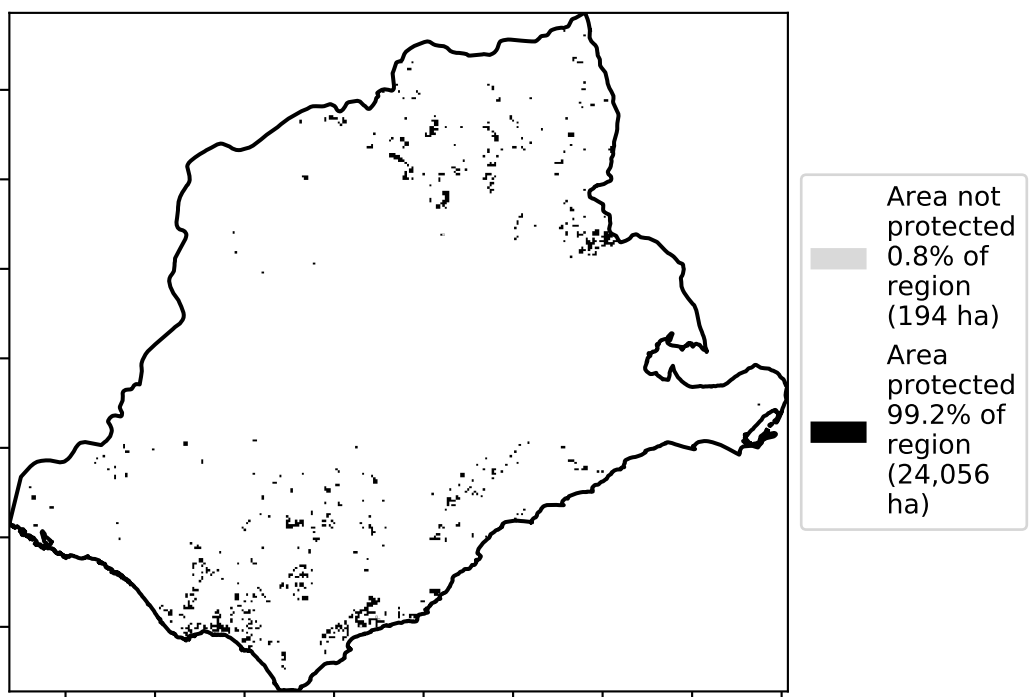 Area not
protected
0.8% of
region
(194 ha)
Area
protected
99.2% of
region
(24,056
ha)